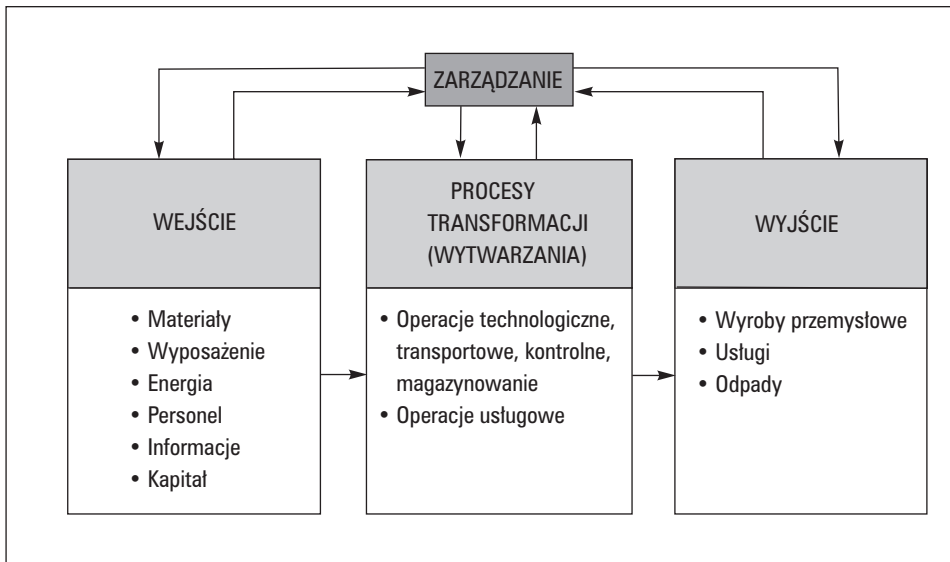 ZARZĄDZANIE
WEJŚCIE
• Materiały
• Wyposażenie
• Energia
• Personel
• Informacje
• Kapitał
PROCESY
TRANSFORMACJI
(WYTWARZANIA)
• Operacje technologiczne,
transportowe, kontrolne,
magazynowanie
• Operacje usługowe
WYJŚCIE
• Wyroby przemysłowe
• Usługi
• Odpady